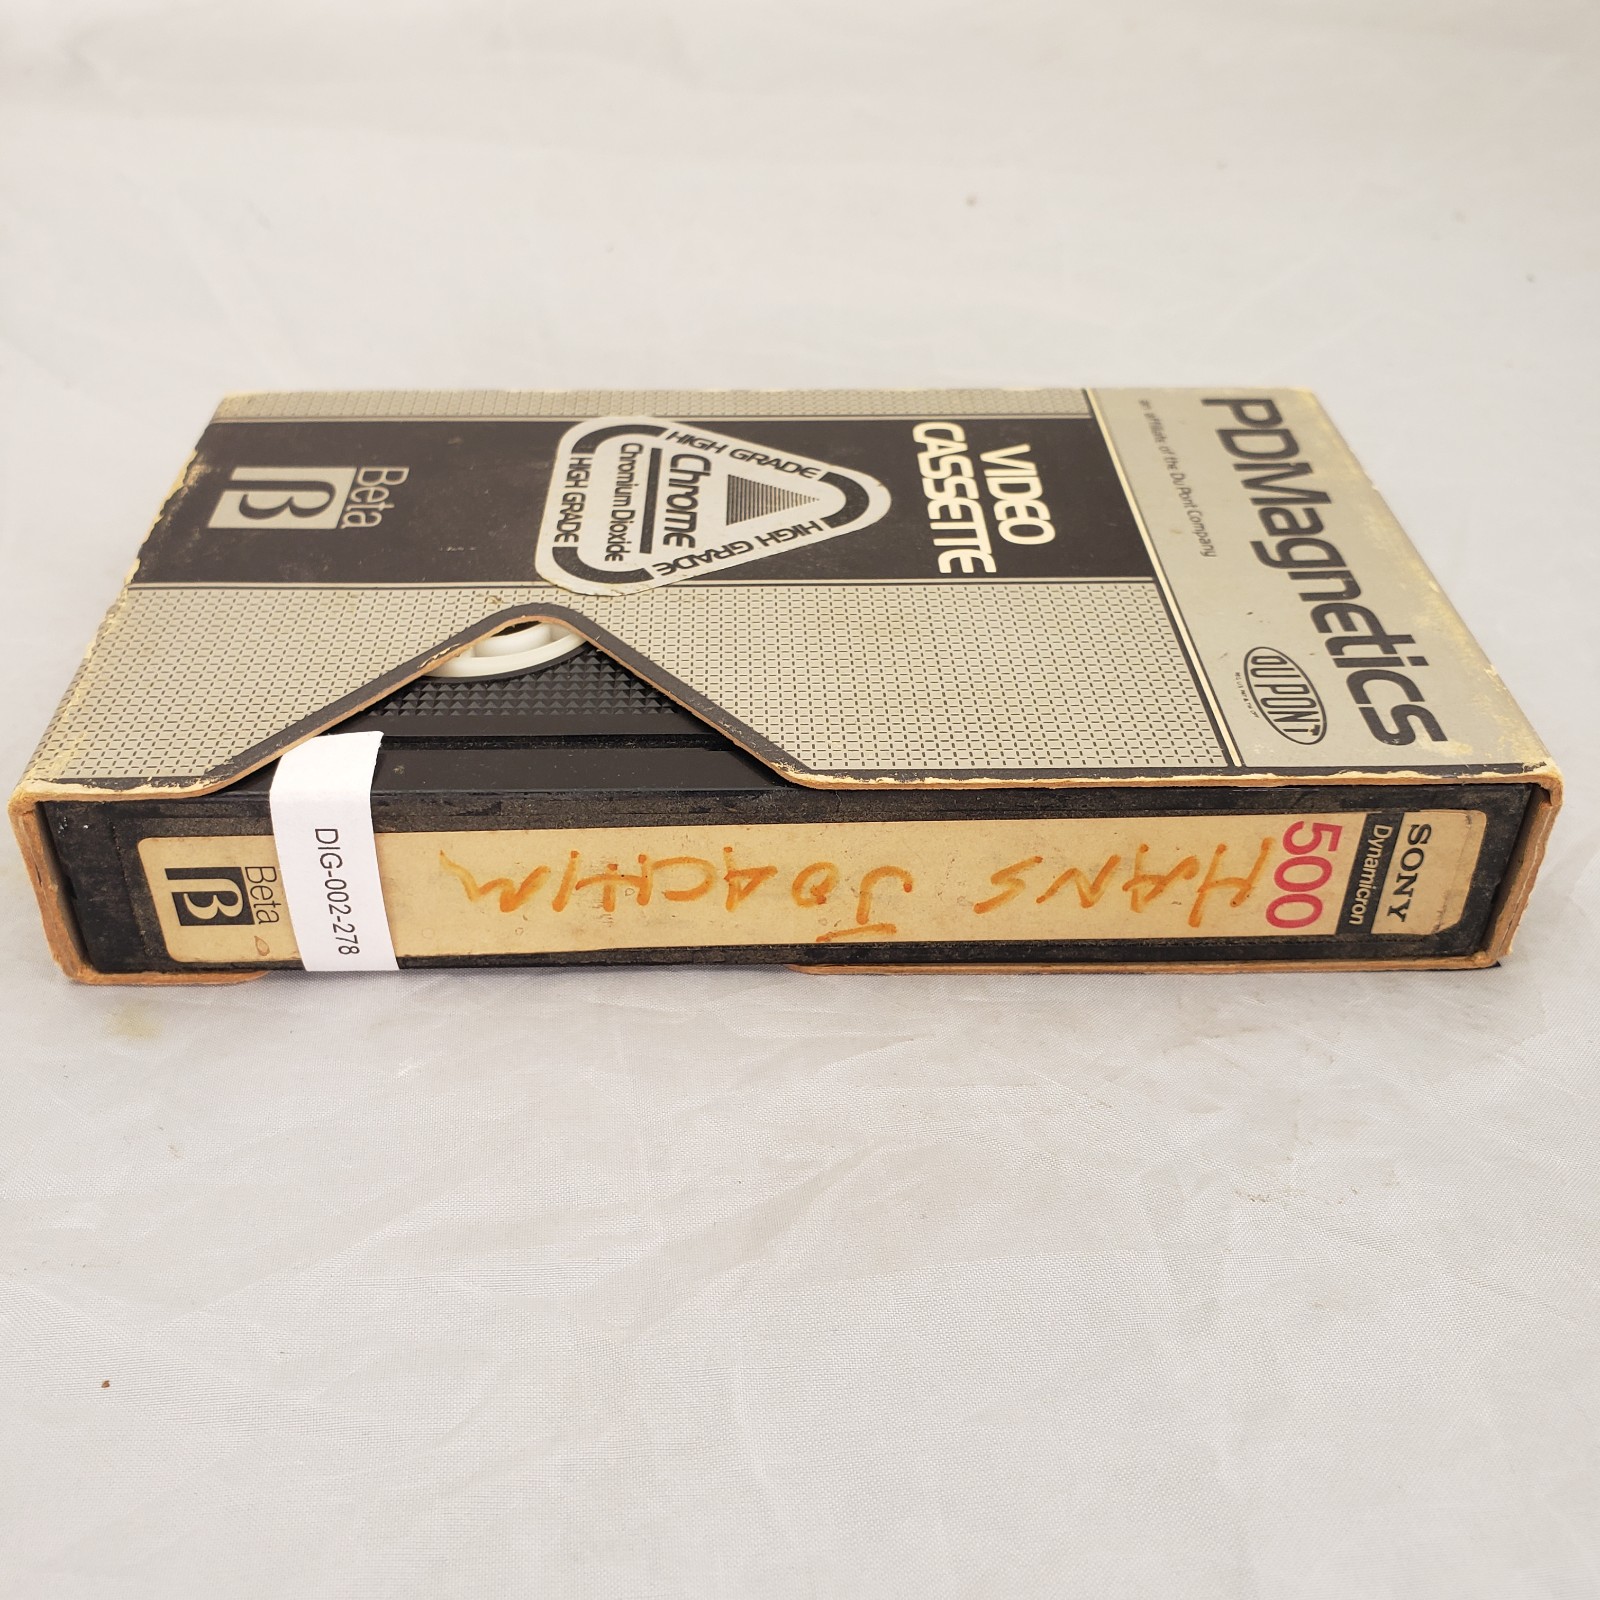 PDMagnetics
an affiliate of the Du Pont Company
DU PONT
VIDEO
CASSETTE
HIGH GRADE
HIGH GRADE
HIGH GRADE
Chrome
Chromium Dioxide
Beta
β
SONY
Dynamicron
500
HANS JOACHIM
DIG-002-278
Beta
β